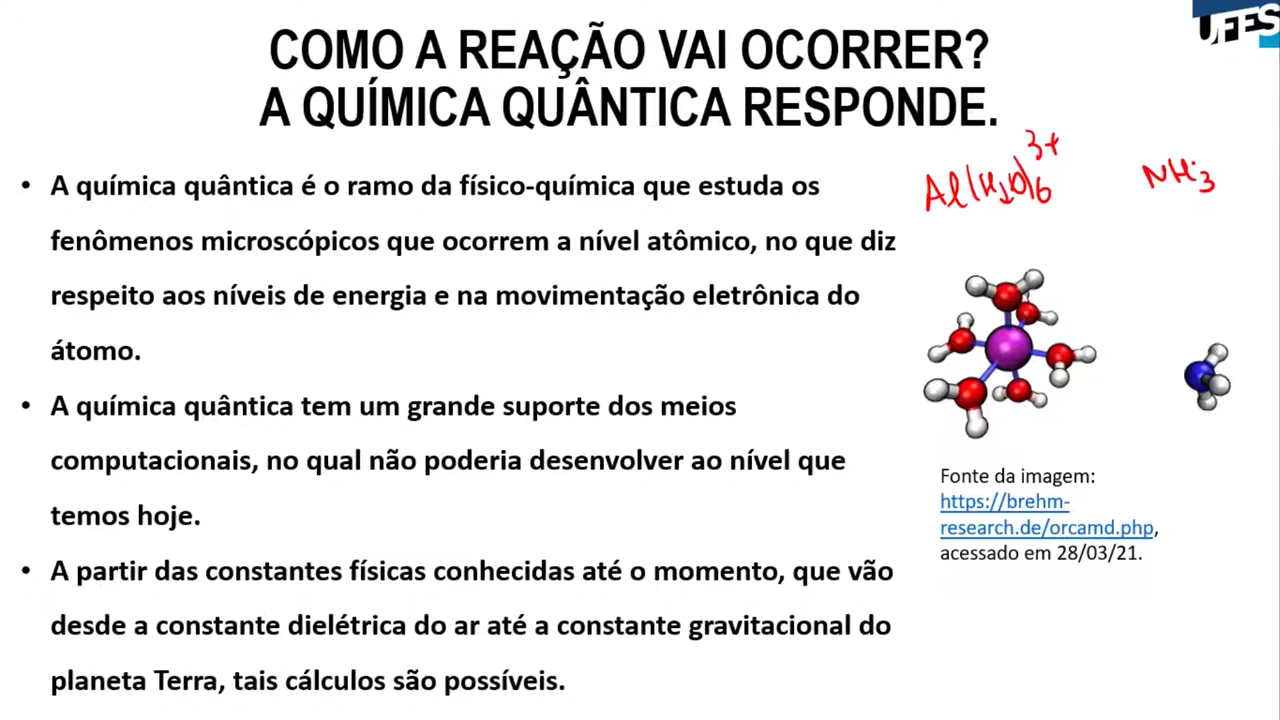 UFES
COMO A REAÇÃO VAI OCORRER?
A QUÍMICA QUÂNTICA RESPONDE.
• A química quântica é o ramo da físico-química que estuda os
fenômenos microscópicos que ocorrem a nível atômico, no que diz
respeito aos níveis de energia e na movimentação eletrônica do
átomo.
• A química quântica tem um grande suporte dos meios
computacionais, no qual não poderia desenvolver ao nível que
temos hoje.
• A partir das constantes físicas conhecidas até o momento, que vão
desde a constante dielétrica do ar até a constante gravitacional do
planeta Terra, tais cálculos são possíveis.
Al(H₂O)₆³⁺
NH₃
Fonte da imagem:
https://brehm-
research.de/orcamd.php,
acessado em 28/03/21.